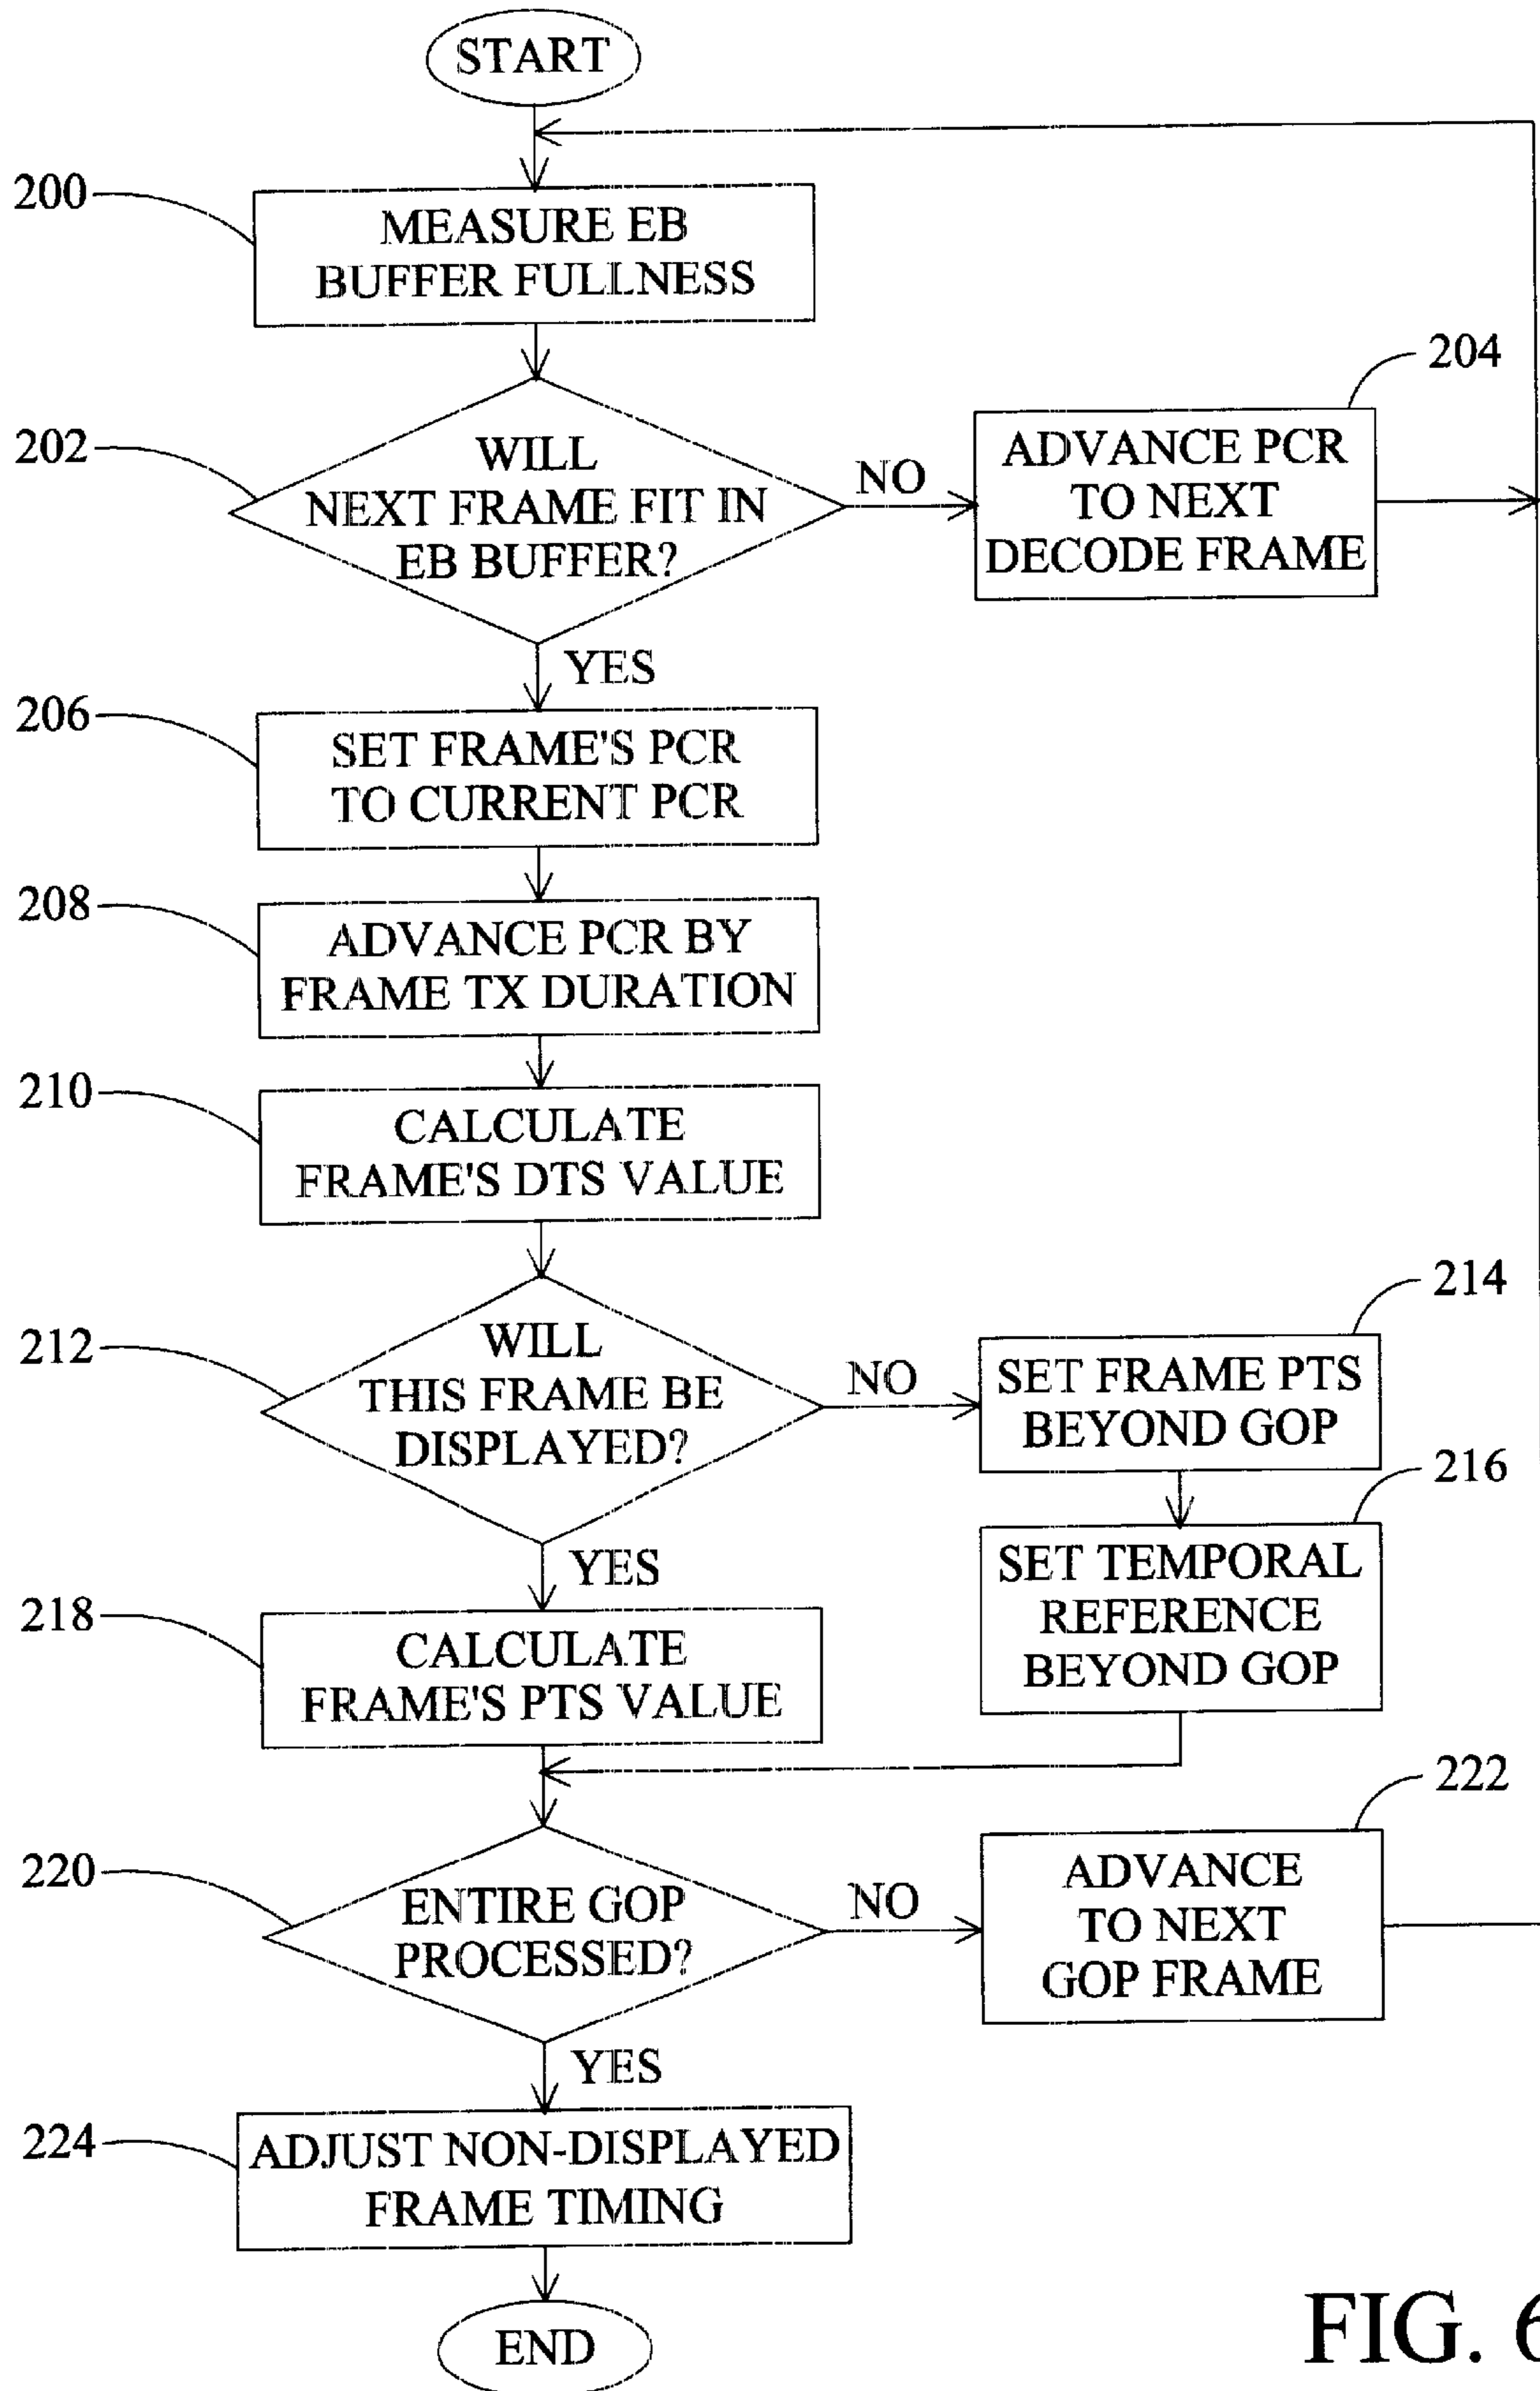 START
200
MEASURE EB
BUFFER FULLNESS
202
WILL
NEXT FRAME FIT IN
EB BUFFER?
NO
204
ADVANCE PCR
TO NEXT
DECODE FRAME
YES
206
SET FRAME'S PCR
TO CURRENT PCR
208
ADVANCE PCR BY
FRAME TX DURATION
210
CALCULATE
FRAME'S DTS VALUE
212
WILL
THIS FRAME BE
DISPLAYED?
NO
214
SET FRAME PTS
BEYOND GOP
216
SET TEMPORAL
REFERENCE
BEYOND GOP
YES
218
CALCULATE
FRAME'S PTS VALUE
220
ENTIRE GOP
PROCESSED?
NO
222
ADVANCE
TO NEXT
GOP FRAME
YES
224
ADJUST NON-DISPLAYED
FRAME TIMING
END
FIG. 6